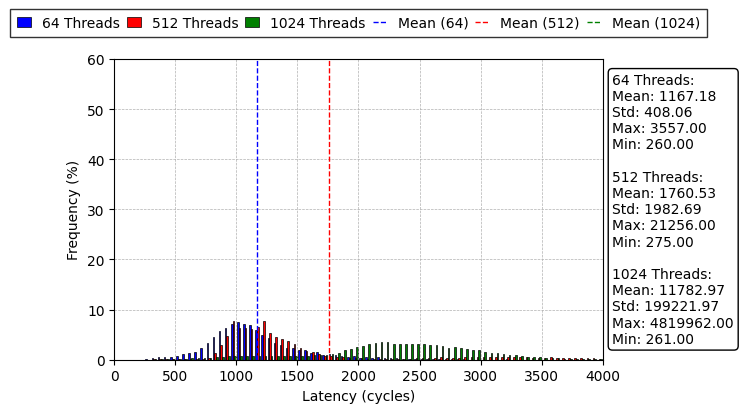 64 Threads 512 Threads 1024 Threads Mean (64) Mean (512) Mean (1024)
60
50
40
30
20
10
0
Frequency (%)
0 500 1000 1500 2000 2500 3000 3500 4000
Latency (cycles)
64 Threads:
Mean: 1167.18
Std: 408.06
Max: 3557.00
Min: 260.00
512 Threads:
Mean: 1760.53
Std: 1982.69
Max: 21256.00
Min: 275.00
1024 Threads:
Mean: 11782.97
Std: 199221.97
Max: 4819962.00
Min: 261.00